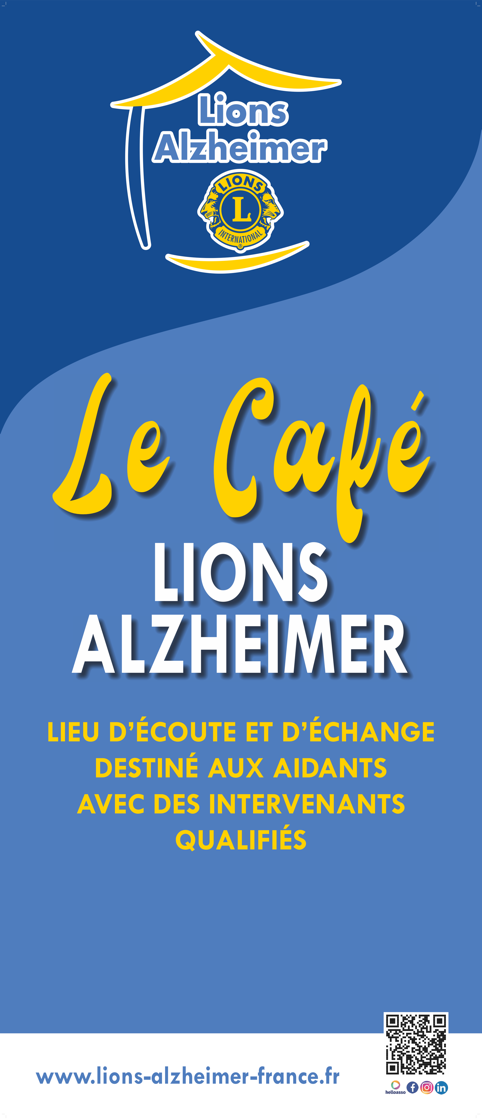 Lions
Alzheimer
LIONS
L
INTERNATIONAL
Le Café
LIONS
ALZHEIMER
LIEU D’ÉCOUTE ET D’ÉCHANGE
DESTINÉ AUX AIDANTS
AVEC DES INTERVENANTS
QUALIFIÉS
www.lions-alzheimer-france.fr
helloasso